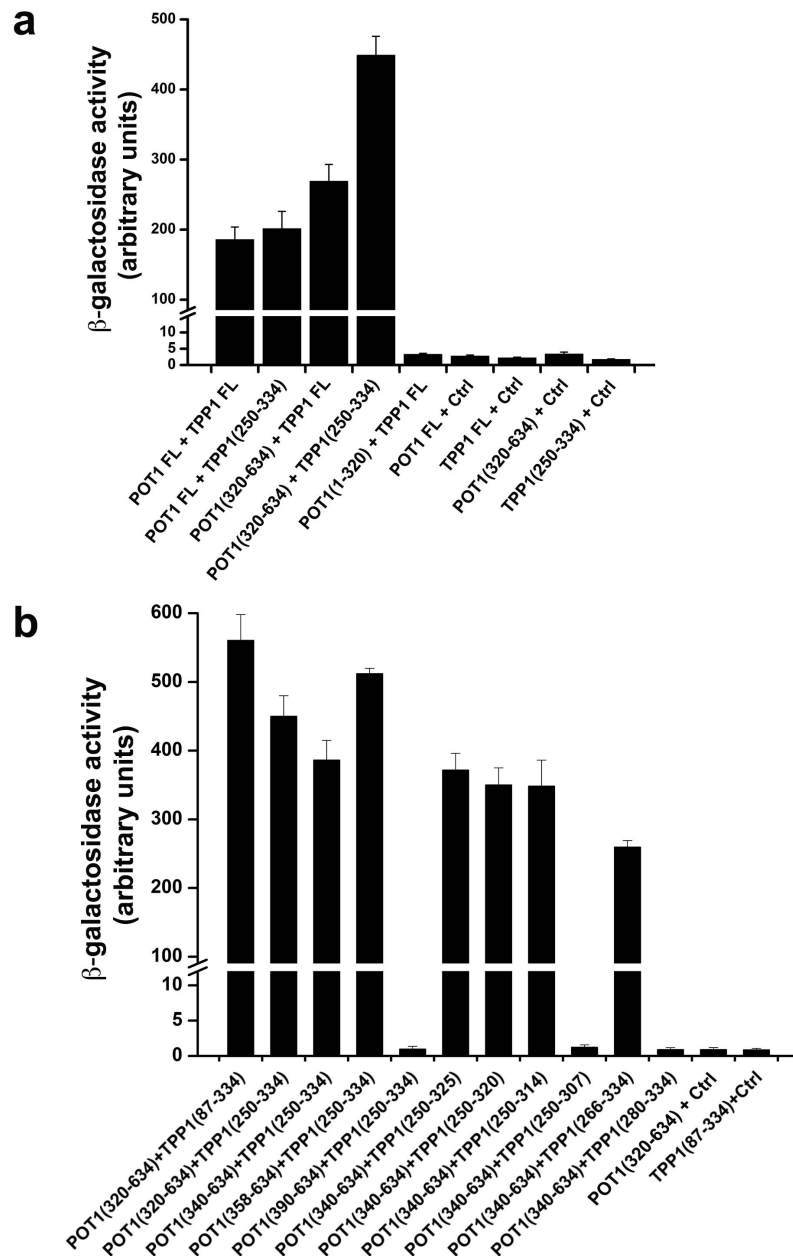 a
β-galactosidase activity
(arbitrary units)
500
400
300
200
100
10
5
0
POT1 FL + TPP1 FL
POT1 FL + TPP1(250-334)
POT1(320-634) + TPP1 FL
POT1(320-634) + TPP1(250-334)
POT1(1-320) + TPP1 FL
POT1 FL + Ctrl
TPP1 FL + Ctrl
POT1(320-634) + Ctrl
TPP1(250-334) + Ctrl
b
β-galactosidase activity
(arbitrary units)
600
500
400
300
200
100
10
5
0
POT1(320-634)+TPP1(87-334)
POT1(320-634)+TPP1(250-334)
POT1(340-634)+TPP1(250-334)
POT1(358-634)+TPP1(250-334)
POT1(390-634)+TPP1(250-334)
POT1(340-634)+TPP1(250-325)
POT1(340-634)+TPP1(250-320)
POT1(340-634)+TPP1(250-314)
POT1(340-634)+TPP1(250-307)
POT1(340-634)+TPP1(266-334)
POT1(340-634)+TPP1(280-334)
POT1(320-634) + Ctrl
TPP1(87-334)+Ctrl